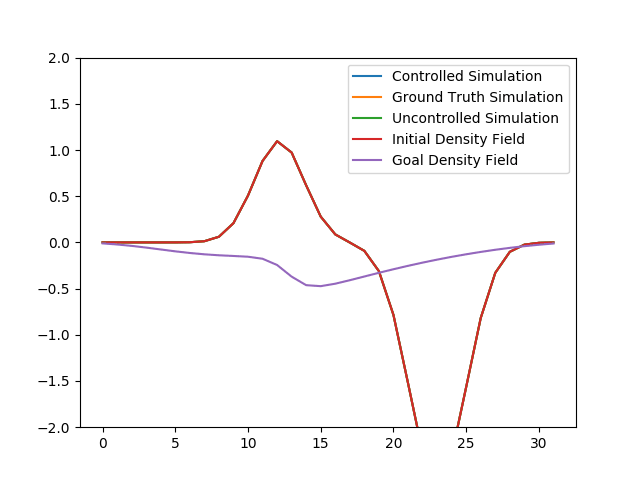 2.0
1.5
1.0
0.5
0.0
−0.5
−1.0
−1.5
−2.0
0 5 10 15 20 25 30
Controlled Simulation
Ground Truth Simulation
Uncontrolled Simulation
Initial Density Field
Goal Density Field